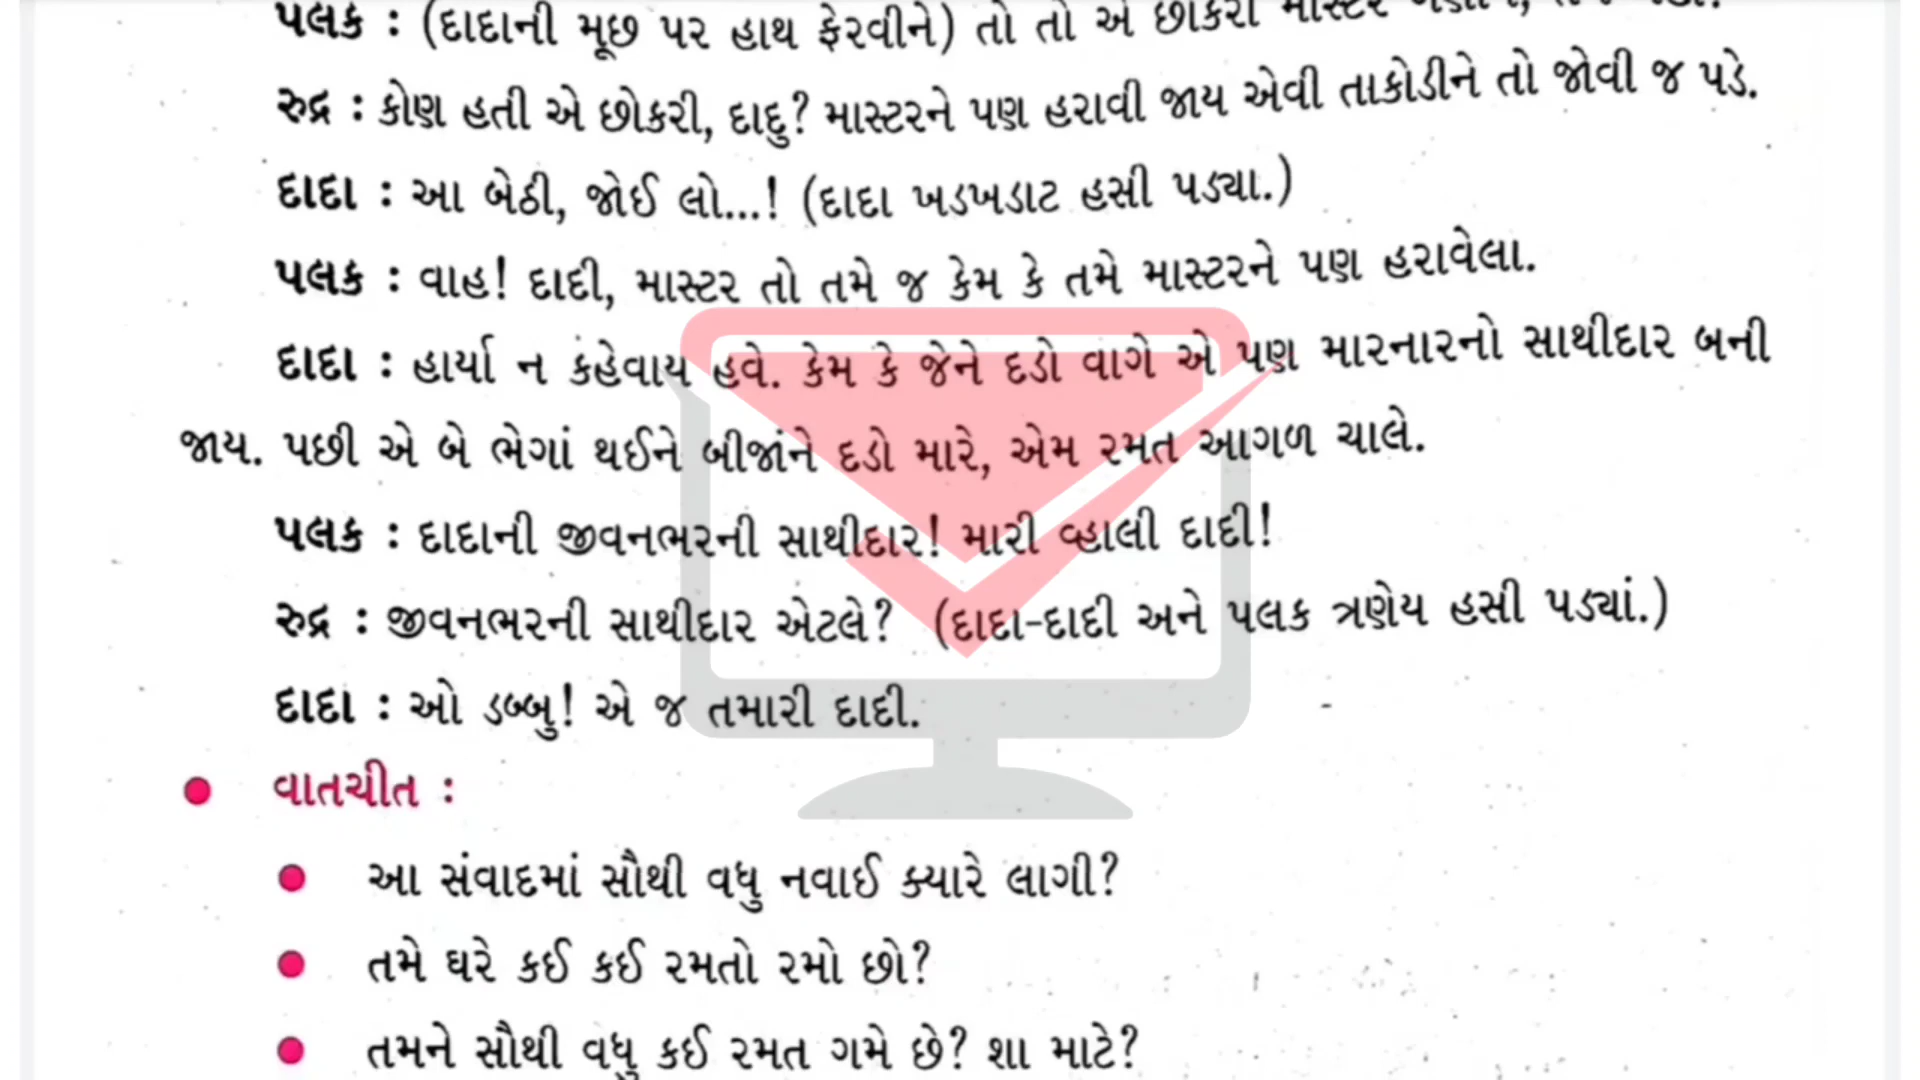 પલક : (દાદાની મૂછ પર હાથ ફેરવીને) તો તો એ છોકરી માસ્ટર
રુદ્ર : કોણ હતી એ છોકરી, દાદુ? માસ્ટરને પણ હરાવી જાય એવી તાકોડીને તો જોવી જ પડે.
દાદા : આ બેઠી, જોઈ લો...! (દાદા ખડખડાટ હસી પડ્યા.)
પલક : વાહ! દાદી, માસ્ટર તો તમે જ કેમ કે તમે માસ્ટરને પણ હરાવેલા.
દાદા : હાર્યા ન કહેવાય હવે. કેમ કે જેને દડો વાગે એ પણ મારનારનો સાથીદાર બની
જાય. પછી એ બે ભેગાં થઈને બીજાંને દડો મારે, એમ રમત આગળ ચાલે.
પલક : દાદાની જીવનભરની સાથીદાર! મારી વ્હાલી દાદી!
રુદ્ર : જીવનભરની સાથીદાર એટલે? (દાદા-દાદી અને પલક ત્રણેય હસી પડ્યાં.)
દાદા : ઓ ડબ્બુ! એ જ તમારી દાદી.
● વાતચીત :
● આ સંવાદમાં સૌથી વધુ નવાઈ ક્યારે લાગી?
● તમે ઘરે કઈ કઈ રમતો રમો છો?
● તમને સૌથી વધુ કઈ રમત ગમે છે? શા માટે?